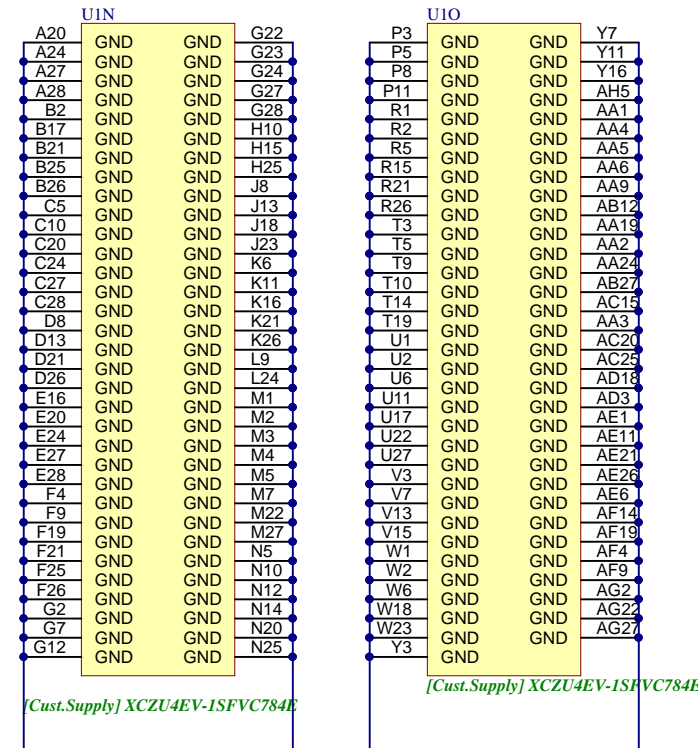 U1N
A20 GND GND G22
A24 GND GND G23
A27 GND GND G24
A28 GND GND G27
B2 GND GND G28
B17 GND GND H10
B21 GND GND H15
B25 GND GND H25
B26 GND GND J8
C5 GND GND J13
C10 GND GND J18
C20 GND GND J23
C24 GND GND K6
C27 GND GND K11
C28 GND GND K16
D8 GND GND K21
D13 GND GND K26
D21 GND GND L9
D26 GND GND L24
E16 GND GND M1
E20 GND GND M2
E24 GND GND M3
E27 GND GND M4
E28 GND GND M5
F4 GND GND M7
F9 GND GND M22
F19 GND GND M27
F21 GND GND N5
F25 GND GND N10
F26 GND GND N12
G2 GND GND N14
G7 GND GND N20
G12 GND GND N25
[Cust.Supply] XCZU4EV-1SFVC784E
U1O
P3 GND GND Y7
P5 GND GND Y11
P8 GND GND Y16
P11 GND GND AH5
R1 GND GND AA1
R2 GND GND AA4
R5 GND GND AA5
R15 GND GND AA6
R21 GND GND AA9
R26 GND GND AB12
T3 GND GND AA19
T5 GND GND AA2
T9 GND GND AA24
T10 GND GND AB27
T14 GND GND AC15
T19 GND GND AA3
U1 GND GND AC20
U2 GND GND AC25
U6 GND GND AD18
U11 GND GND AD3
U17 GND GND AE1
U22 GND GND AE11
U27 GND GND AE21
V3 GND GND AE26
V7 GND GND AE6
V13 GND GND AF14
V15 GND GND AF19
W1 GND GND AF4
W2 GND GND AF9
W6 GND GND AG2
W18 GND GND AG22
W23 GND GND AG27
Y3 GND
[Cust.Supply] XCZU4EV-1SFVC784E